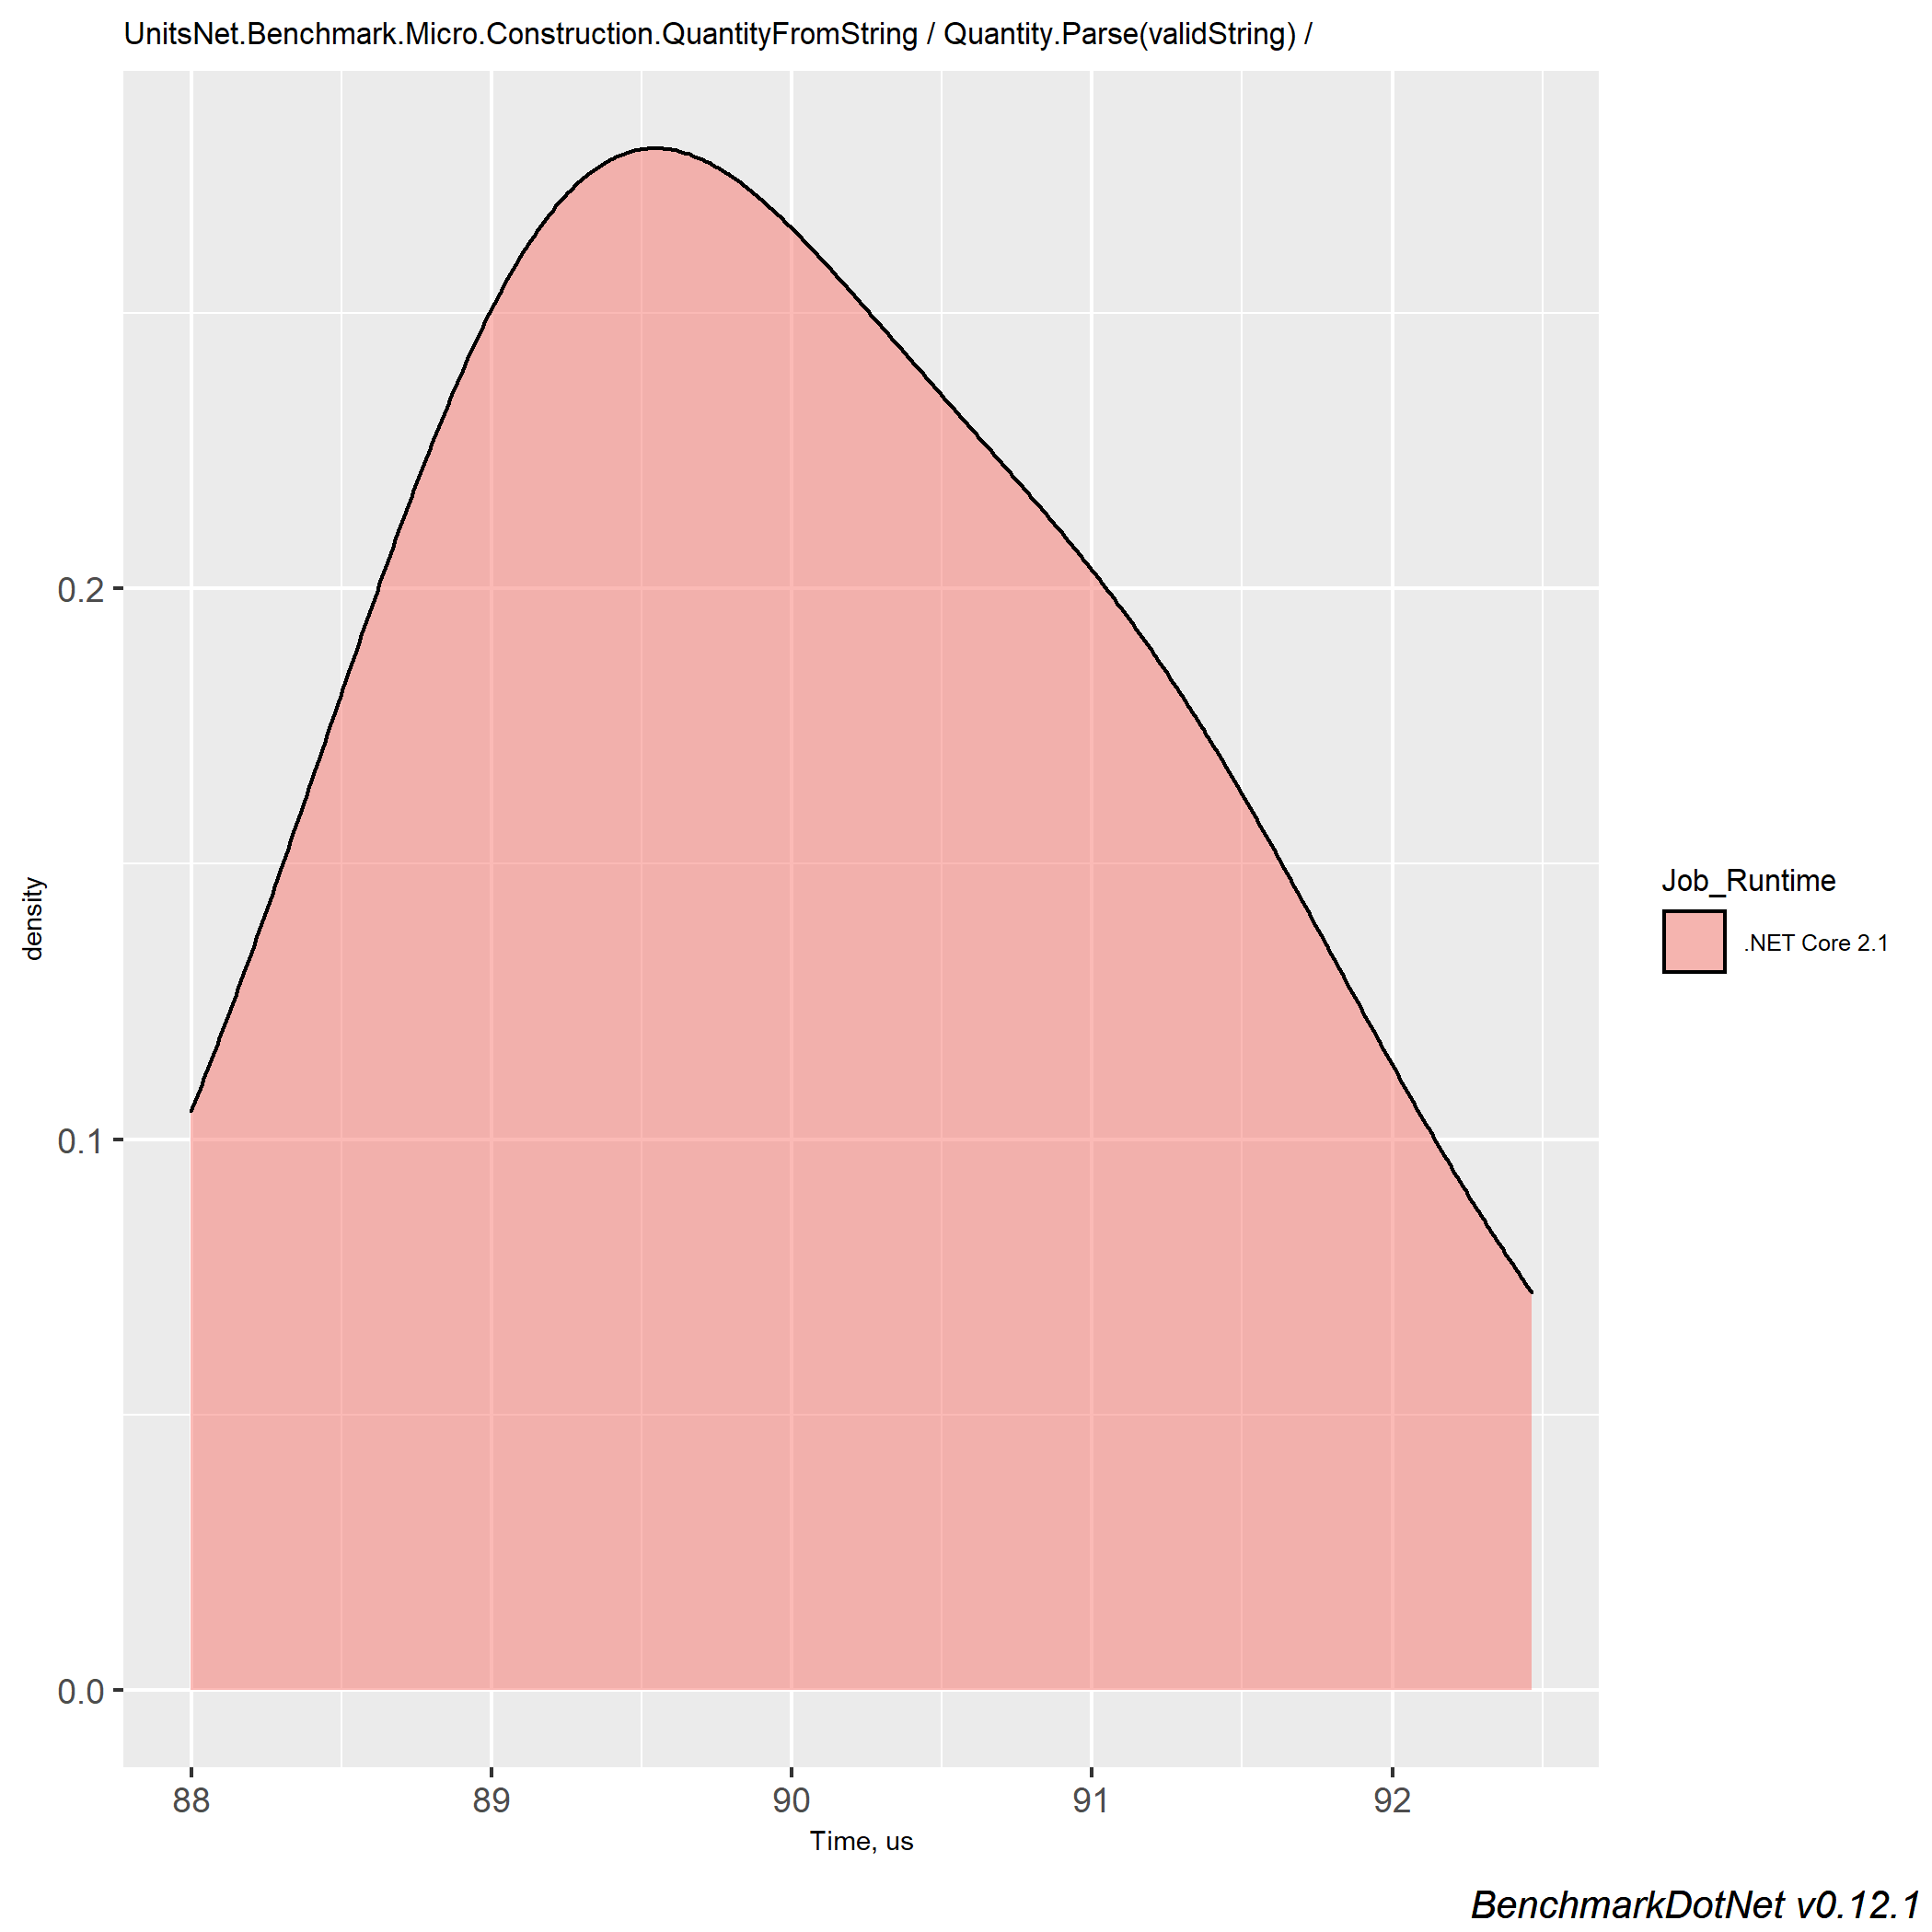 UnitsNet.Benchmark.Micro.Construction.QuantityFromString / Quantity.Parse(validString) /
density
0.2
0.1
0.0
88 89 90 91 92
Time, us
Job_Runtime
.NET Core 2.1
BenchmarkDotNet v0.12.1